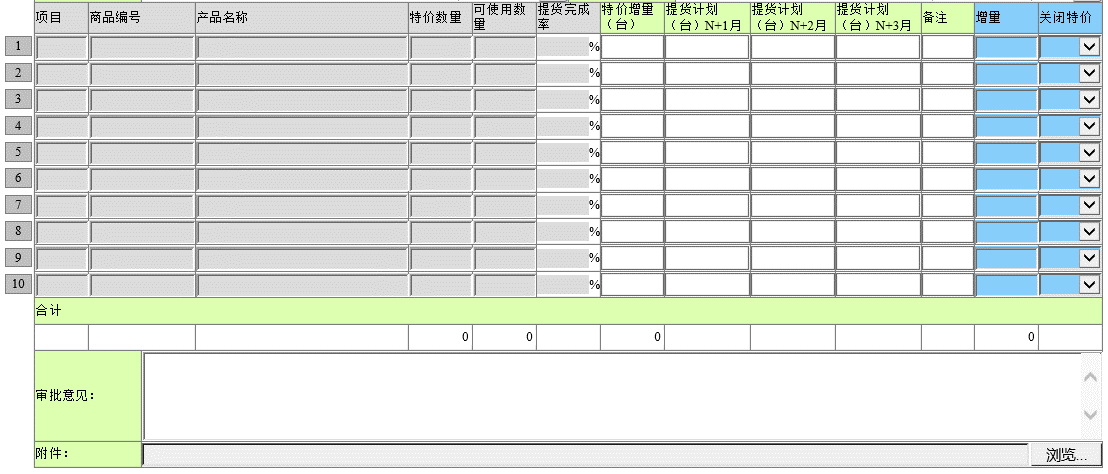 项目 商品编号 产品名称 特价数量 可使用数量 提货完成率 特价增量（台） 提货计划（台）N+1月 提货计划（台）N+2月 提货计划（台）N+3月 备注 增量 关闭特价
1 %
2 %
3 %
4 %
5 %
6 %
7 %
8 %
9 %
10 %
合计
0 0 0 0
审批意见：
附件： 浏览...